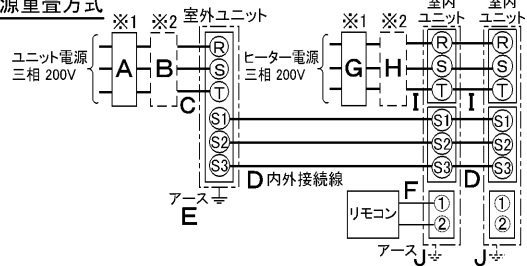 源重畳方式
※1 ※2 室外ユニット ※1 ※2 室内ユニット 室内ユニット
ユニット電源
三相 200V
A B C
R
S
T
ヒーター電源
三相 200V
G H I I
R
S
T
R
S
T
S1
S2
S3
S1
S2
S3
S1
S2
S3
D 内外接続線 D
アース
E
リモコン F
①
②
①
②
アース J J